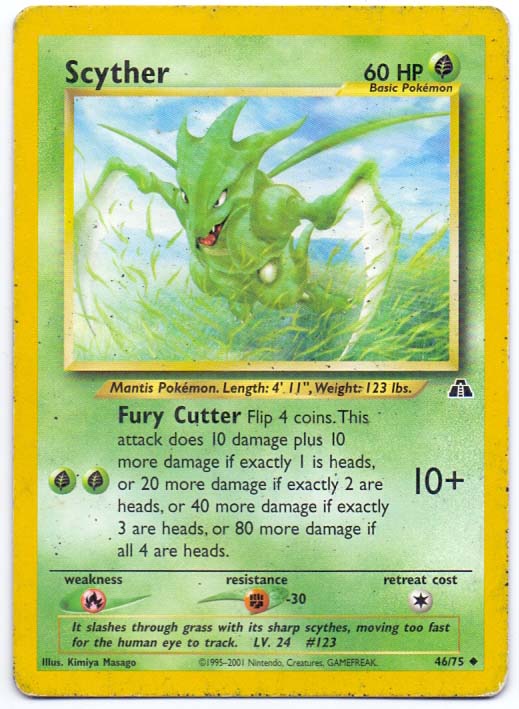 Scyther
60 HP
Basic Pokémon
Mantis Pokémon. Length: 4' 11", Weight: 123 lbs.
Fury Cutter Flip 4 coins. This
attack does 10 damage plus 10
more damage if exactly 1 is heads,
or 20 more damage if exactly 2 are
heads, or 40 more damage if exactly
3 are heads, or 80 more damage if
all 4 are heads.
10+
weakness resistance retreat cost
-30
It slashes through grass with its sharp scythes, moving too fast
for the human eye to track. LV. 24 #123
Illus. Kimiya Masago ©1995-2001 Nintendo, Creatures, GAMEFREAK. 46/75